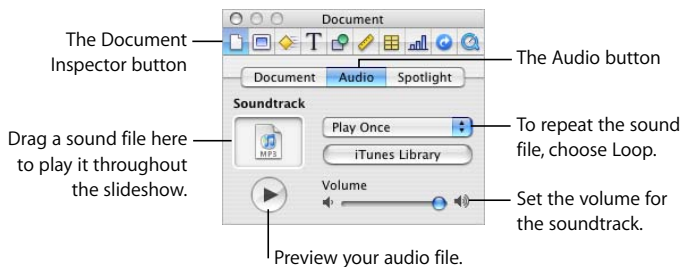 Document
The Document
Inspector button
The Audio button
Document Audio Spotlight
Soundtrack
Drag a sound file here
to play it throughout
the slideshow.
MP3
Play Once
To repeat the sound
file, choose Loop.
iTunes Library
Volume
Set the volume for
the soundtrack.
Preview your audio file.